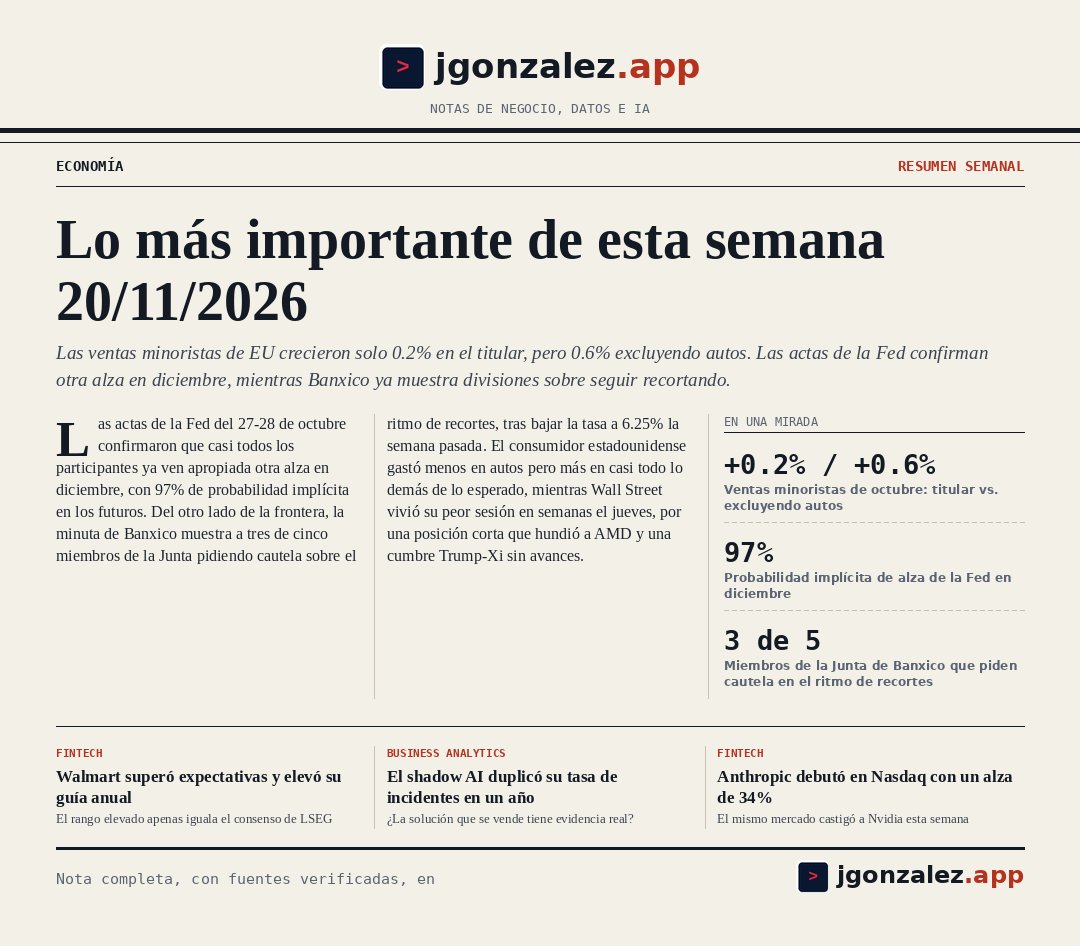 > jgonzalez.app
NOTAS DE NEGOCIO, DATOS E IA
ECONOMÍA
RESUMEN SEMANAL
Lo más importante de esta semana
20/11/2026
Las ventas minoristas de EU crecieron solo 0.2% en el titular, pero 0.6% excluyendo autos. Las actas de la Fed confirman
otra alza en diciembre, mientras Banxico ya muestra divisiones sobre seguir recortando.
Las actas de la Fed del 27-28 de octubre
confirmaron que casi todos los
participantes ya ven apropiada otra alza en
diciembre, con 97% de probabilidad implícita
en los futuros. Del otro lado de la frontera, la
minuta de Banxico muestra a tres de cinco
miembros de la Junta pidiendo cautela sobre el
ritmo de recortes, tras bajar la tasa a 6.25% la
semana pasada. El consumidor estadounidense
gastó menos en autos pero más en casi todo lo
demás de lo esperado, mientras Wall Street
vivió su peor sesión en semanas el jueves, por
una posición corta que hundió a AMD y una
cumbre Trump-Xi sin avances.
EN UNA MIRADA
+0.2% / +0.6%
Ventas minoristas de octubre: titular vs.
excluyendo autos
97%
Probabilidad implícita de alza de la Fed en
diciembre
3 de 5
Miembros de la Junta de Banxico que piden
cautela en el ritmo de recortes
FINTECH
Walmart superó expectativas y elevó su
guía anual
El rango elevado apenas iguala el consenso de LSEG
BUSINESS ANALYTICS
El shadow AI duplicó su tasa de
incidentes en un año
¿La solución que se vende tiene evidencia real?
FINTECH
Anthropic debutó en Nasdaq con un alza
de 34%
El mismo mercado castigó a Nvidia esta semana
Nota completa, con fuentes verificadas, en
> jgonzalez.app